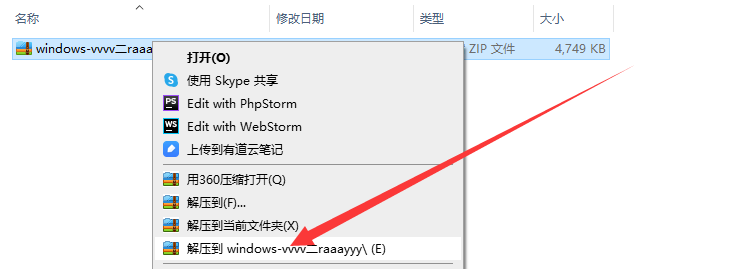 名称 修改日期 类型 大小
windows-vvvv二raaa ZIP 文件 4,749 KB
打开(O)
使用 Skype 共享
PS Edit with PhpStorm
WS Edit with WebStorm
上传到有道云笔记
用360压缩打开(Q)
解压到(F)...
解压到当前文件夹(X)
解压到 windows-vvvv二raaayyy\ (E)